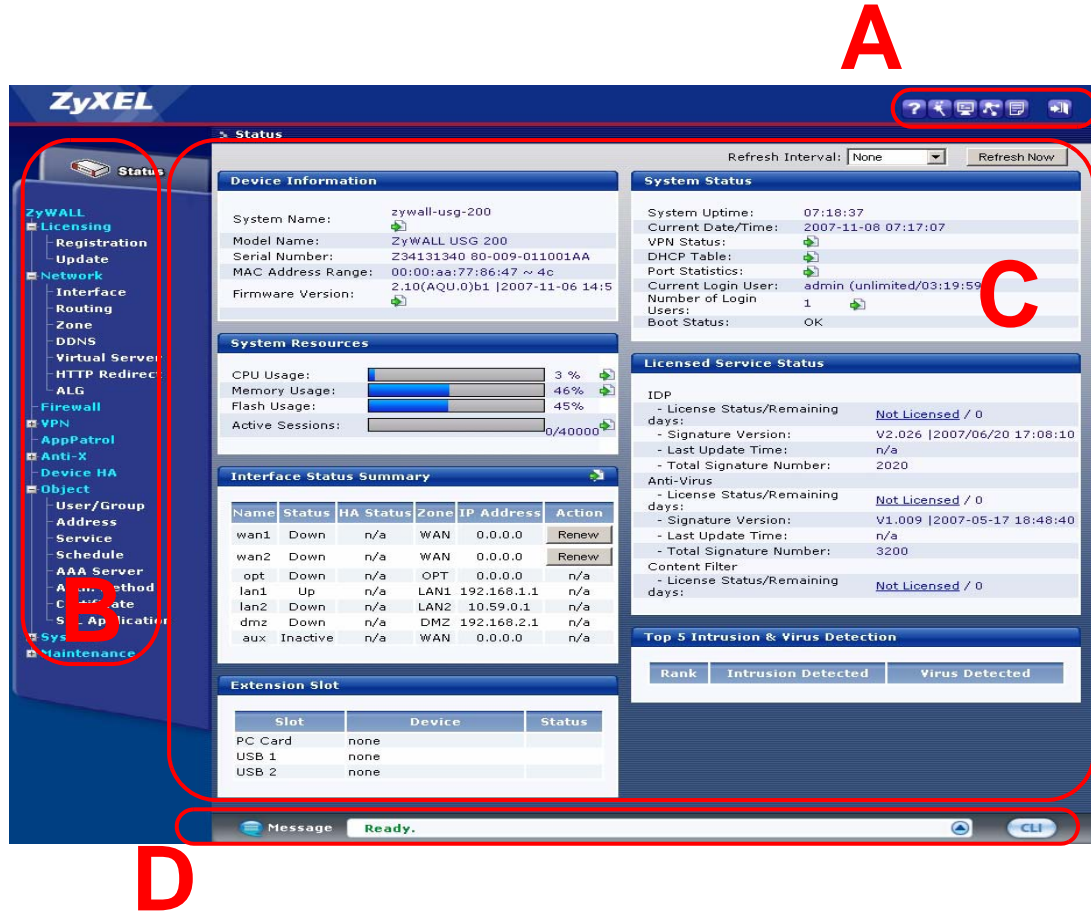 A
ZyXEL
Status
Status
Refresh Interval: None Refresh Now
ZyWALL
Licensing
Registration
Update
Network
Interface
Routing
Zone
DDNS
Virtual Server
HTTP Redirect
ALG
Firewall
VPN
AppPatrol
Anti-X
Device HA
Object
User/Group
Address
Service
Schedule
AAA Server
Certificate
Application
Maintenance
B
Device Information
System Name: zywall-usg-200
Model Name: ZyWALL USG 200
Serial Number: Z34131340 80-009-011001AA
MAC Address Range: 00:00:aa:77:86:47 ~ 4c
Firmware Version: 2.10(AQU.0)b1 |2007-11-06 14:5
System Resources
CPU Usage: 3 %
Memory Usage: 46%
Flash Usage: 45%
Active Sessions: 0/40000
Interface Status Summary
Name Status HA Status Zone IP Address Action
wan1 Down n/a WAN 0.0.0.0 Renew
wan2 Down n/a WAN 0.0.0.0 Renew
opt Down n/a OPT 0.0.0.0 n/a
lan1 Up n/a LAN1 192.168.1.1 n/a
lan2 Down n/a LAN2 10.59.0.1 n/a
dmz Down n/a DMZ 192.168.2.1 n/a
aux Inactive n/a WAN 0.0.0.0 n/a
Extension Slot
Slot Device Status
PC Card none
USB 1 none
USB 2 none
System Status
System Uptime: 07:18:37
Current Date/Time: 2007-11-08 07:17:07
VPN Status:
DHCP Table:
Port Statistics:
Current Login User: admin (unlimited/03:19:59
Number of Login
Users: 1
Boot Status: OK
C
Licensed Service Status
IDP
- License Status/Remaining
days: Not Licensed / 0
- Signature Version: V2.026 |2007/06/20 17:08:10
- Last Update Time: n/a
- Total Signature Number: 2020
Anti-Virus
- License Status/Remaining
days: Not Licensed / 0
- Signature Version: V1.009 |2007-05-17 18:48:40
- Last Update Time: n/a
- Total Signature Number: 3200
Content Filter
- License Status/Remaining
days: Not Licensed / 0
Top 5 Intrusion & Virus Detection
Rank Intrusion Detected Virus Detected
Message Ready. CLI
D